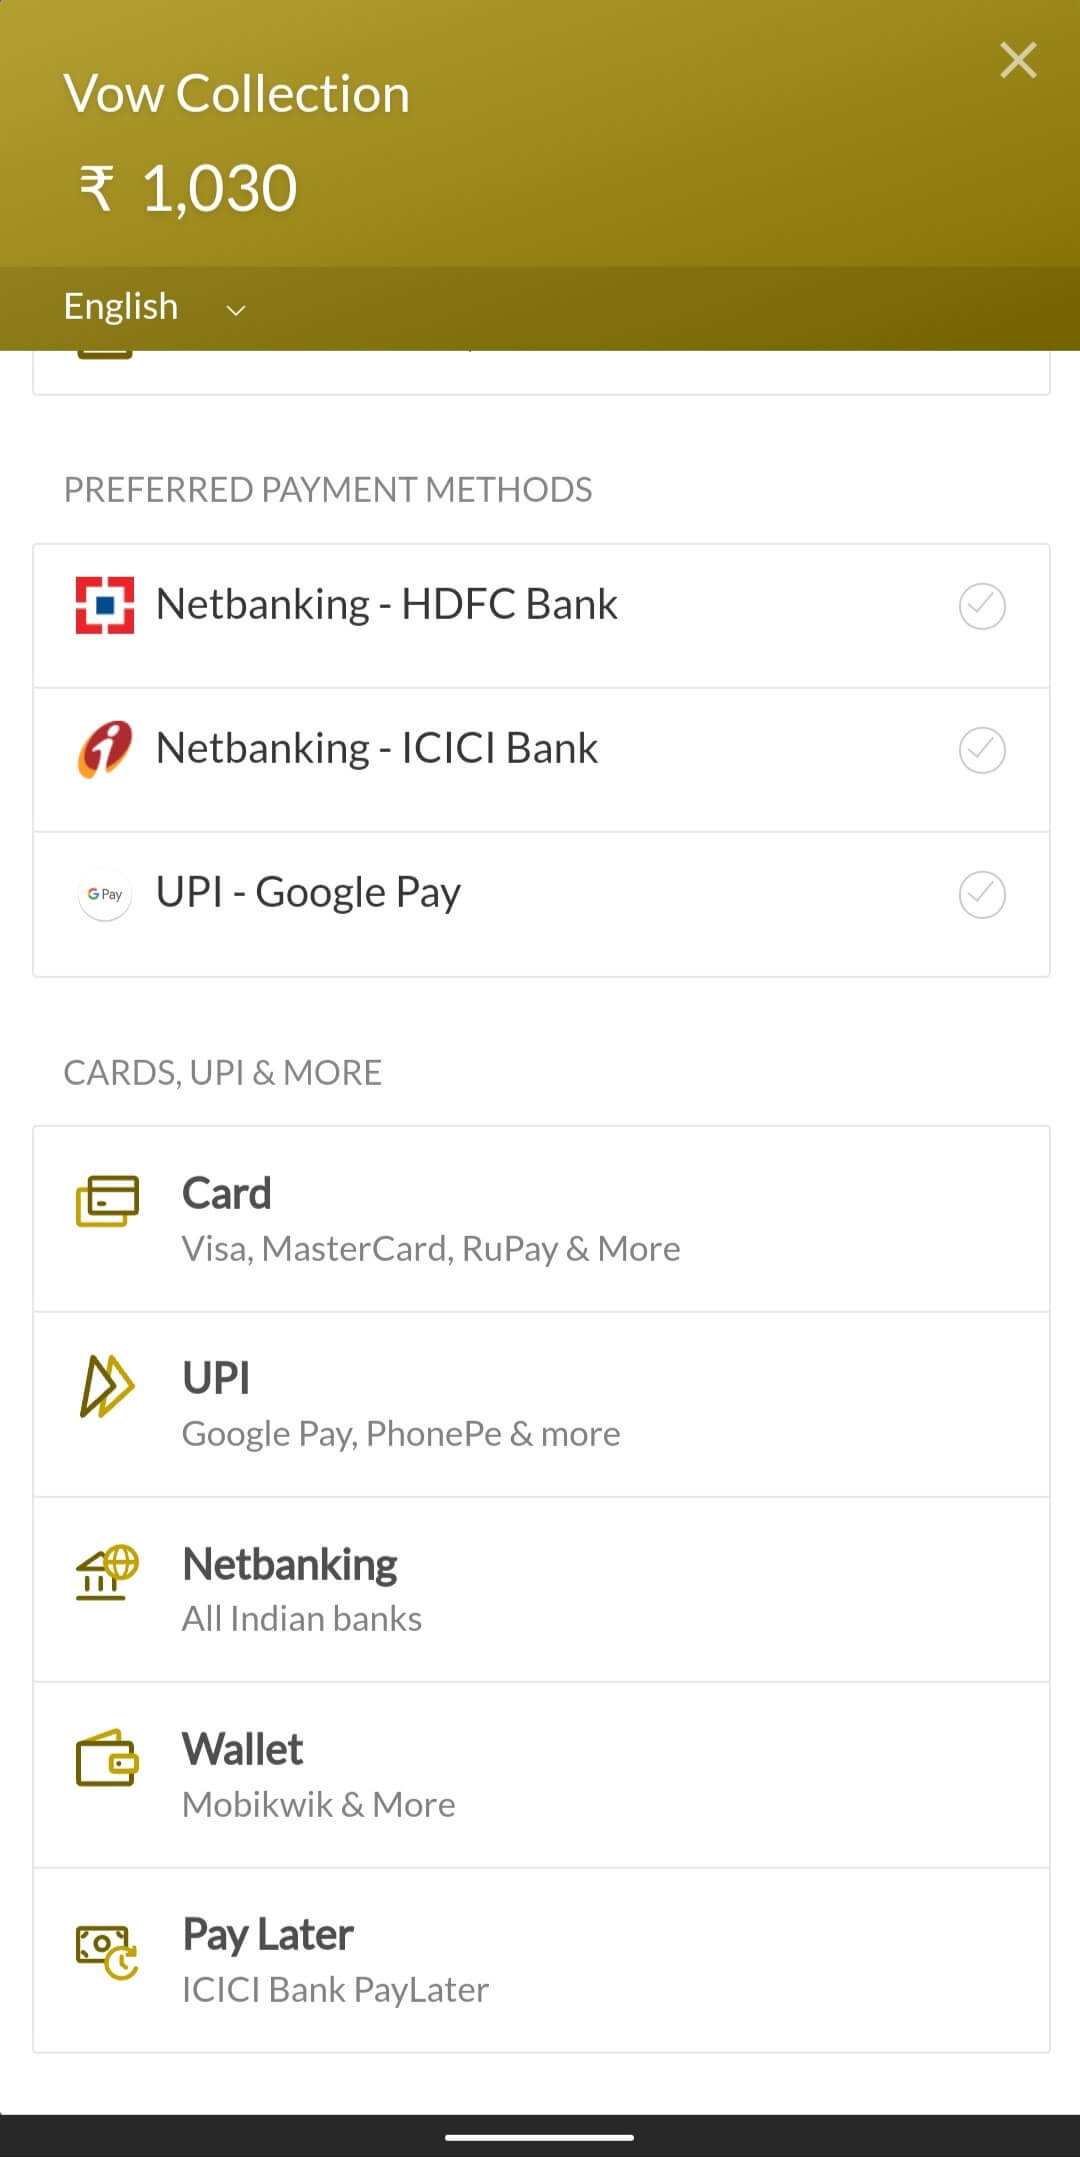 Vow Collection
₹ 1,030
English
PREFERRED PAYMENT METHODS
Netbanking - HDFC Bank
Netbanking - ICICI Bank
G Pay UPI - Google Pay
CARDS, UPI & MORE
Card
Visa, MasterCard, RuPay & More
UPI
Google Pay, PhonePe & more
Netbanking
All Indian banks
Wallet
Mobikwik & More
Pay Later
ICICI Bank PayLater